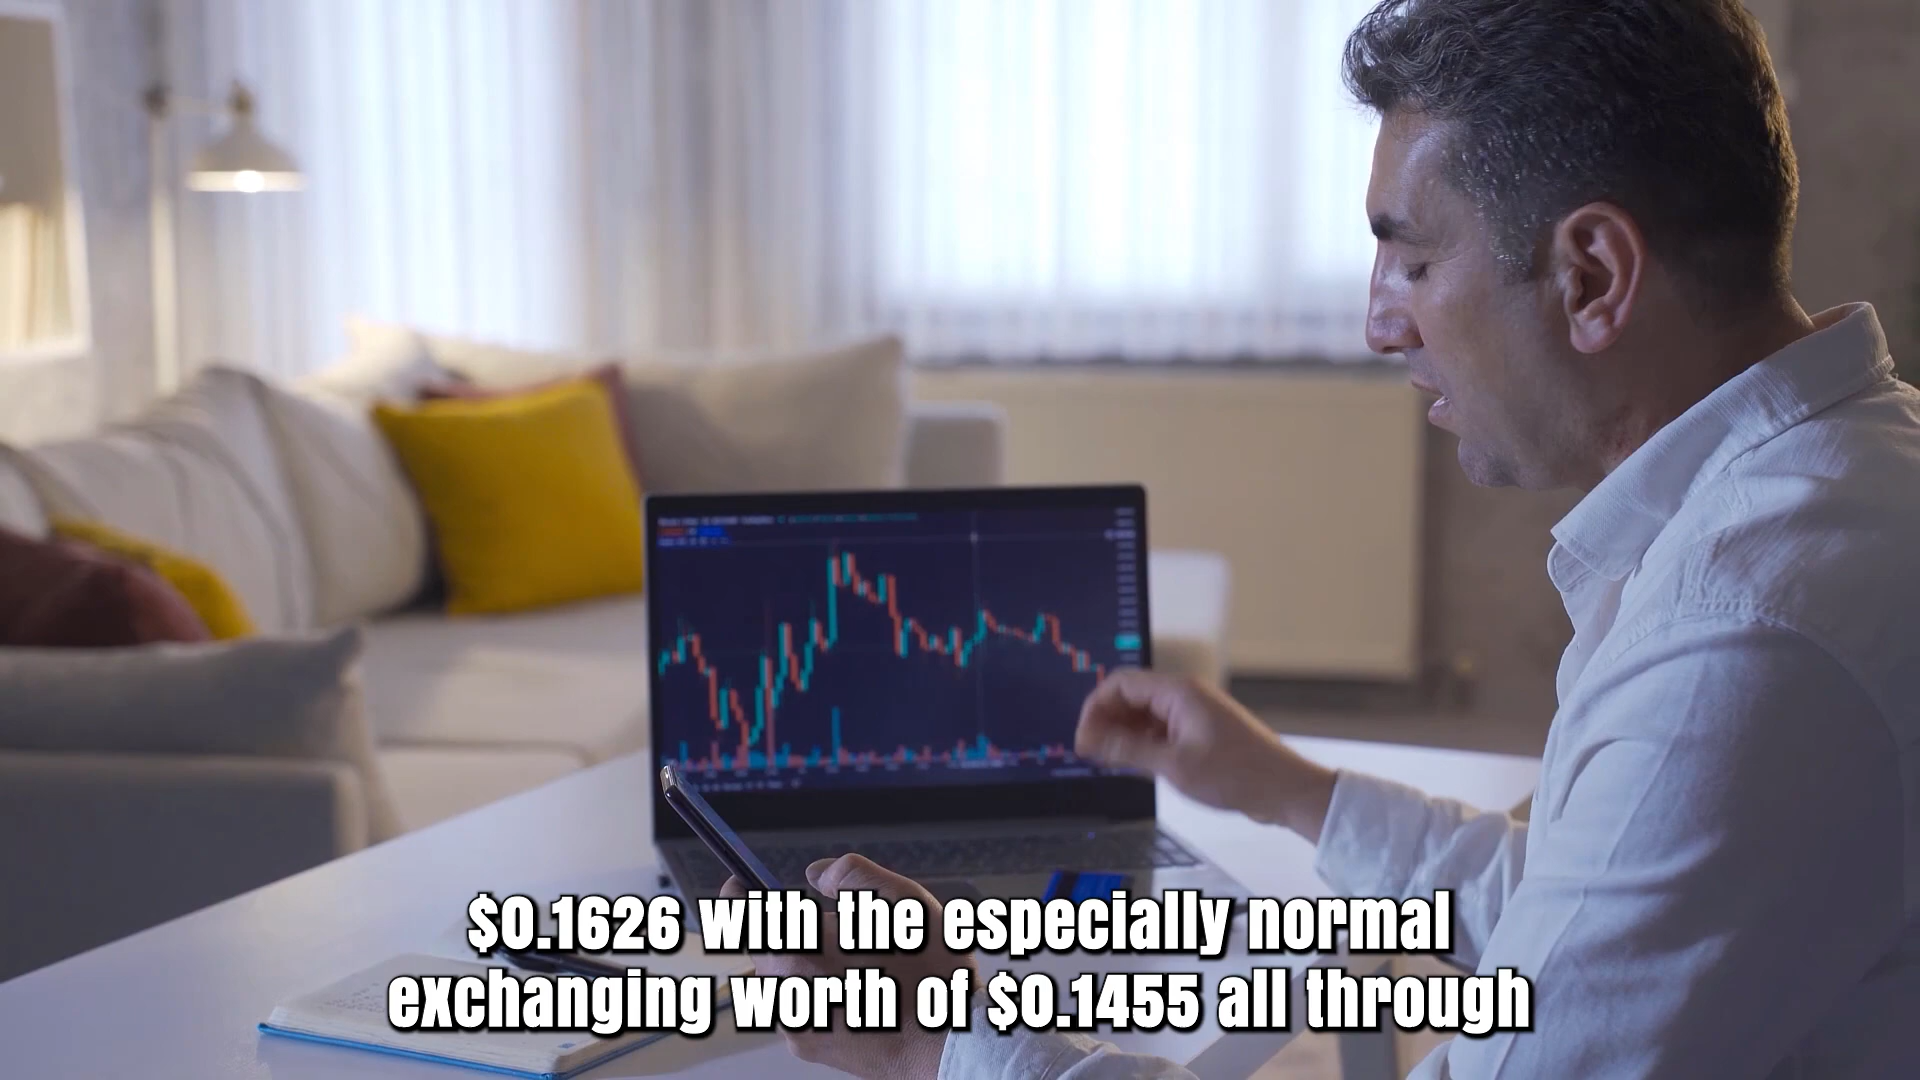 $0.1626 with the especially normal
exchanging worth of $0.1455 all through